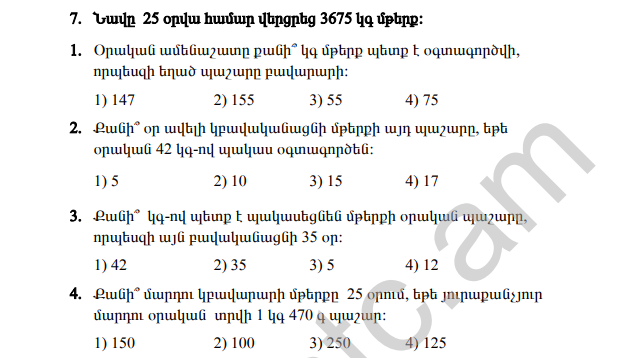 7. Նավը 25 օրվա համար վերցրեց 3675 կգ մթերք:
1. Օրական ամենաշատը քանի՞ կգ մթերք պետք է օգտագործվի,
որպեսզի եղած պաշարը բավարարի:
1) 147 2) 155 3) 55 4) 75
2. Քանի՞ օր ավելի կբավականացնի մթերքի այդ պաշարը, եթե
օրական 42 կգ-ով պակաս օգտագործեն:
1) 5 2) 10 3) 15 4) 17
3. Քանի՞ կգ-ով պետք է պակասեցնեն մթերքի օրական պաշարը,
որպեսզի այն բավականացնի 35 օր:
1) 42 2) 35 3) 5 4) 12
4. Քանի՞ մարդու կբավարարի մթերքը 25 օրում, եթե յուրաքանչյուր
մարդու օրական տրվի 1 կգ 470 գ պաշար:
1) 150 2) 100 3) 250 4) 125
tc.am